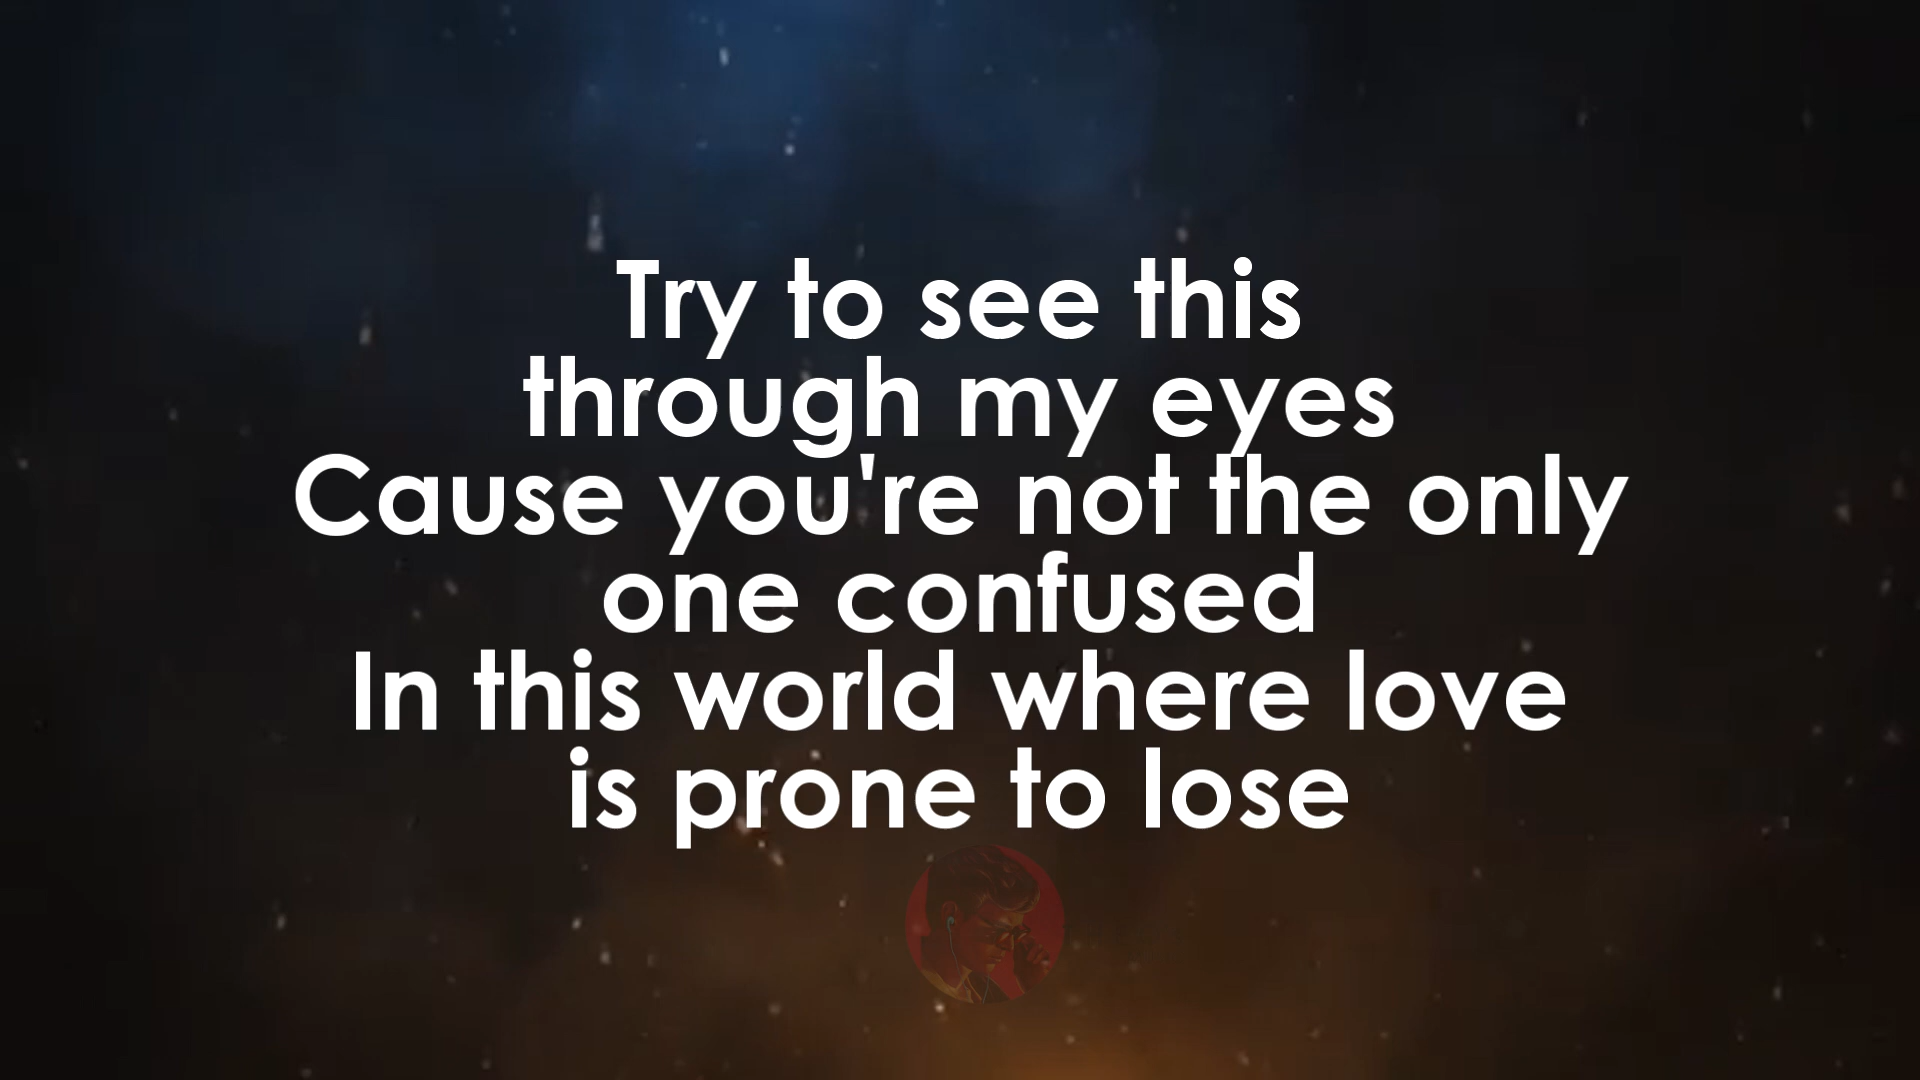 Try to see this
through my eyes
Cause you're not the only
one confused
In this world where love
is prone to lose